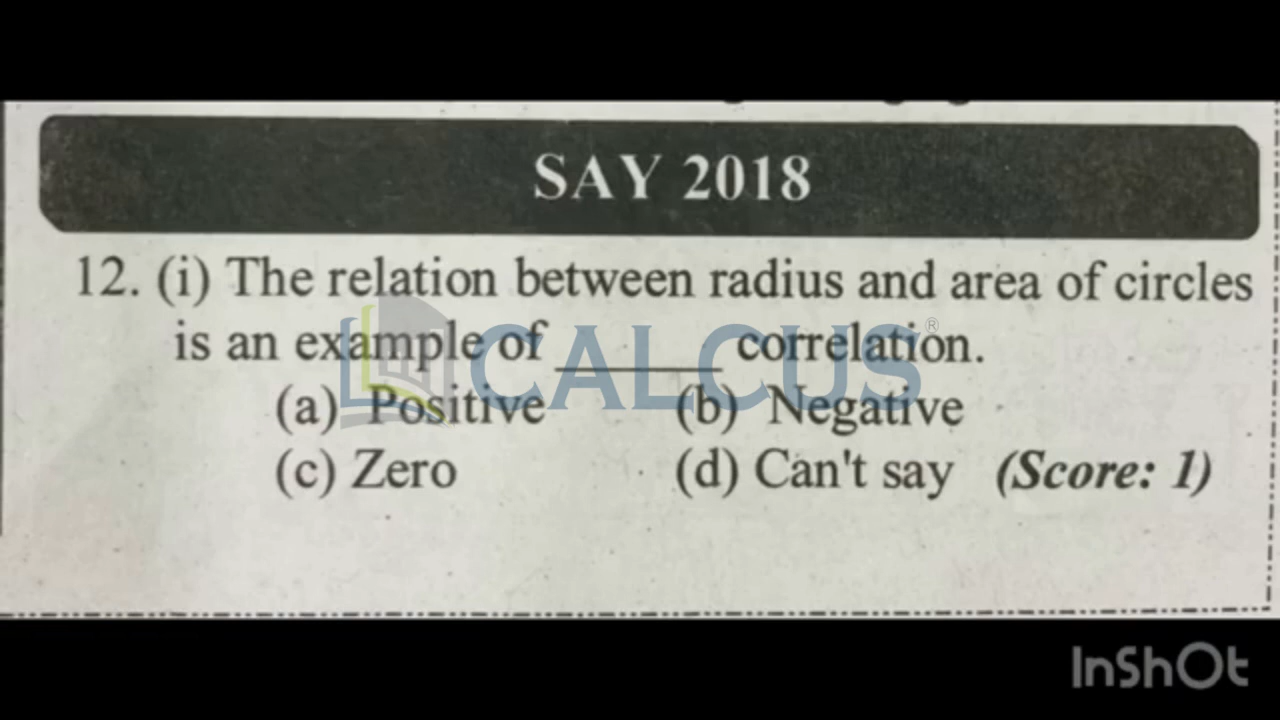 SAY 2018
12. (i) The relation between radius and area of circles
is an example of ______ correlation.
(a) Positive (b) Negative
(c) Zero (d) Can't say (Score: 1)
CALCUS®
InShOt